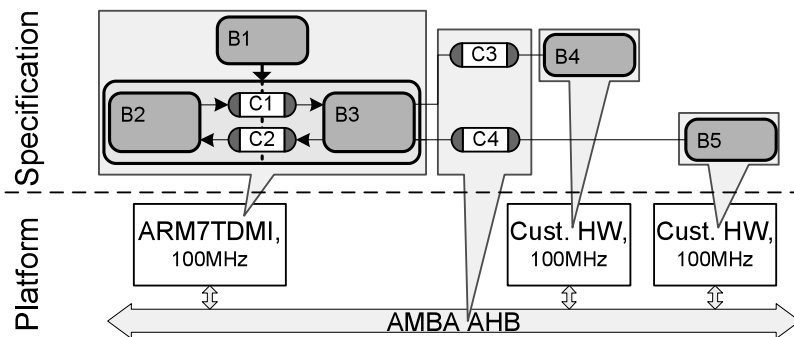 Specification
B1
C3
B4
B2
C1
B3
C2
C4
B5
Platform
ARM7TDMI,
100MHz
Cust. HW,
100MHz
Cust. HW,
100MHz
AMBA AHB